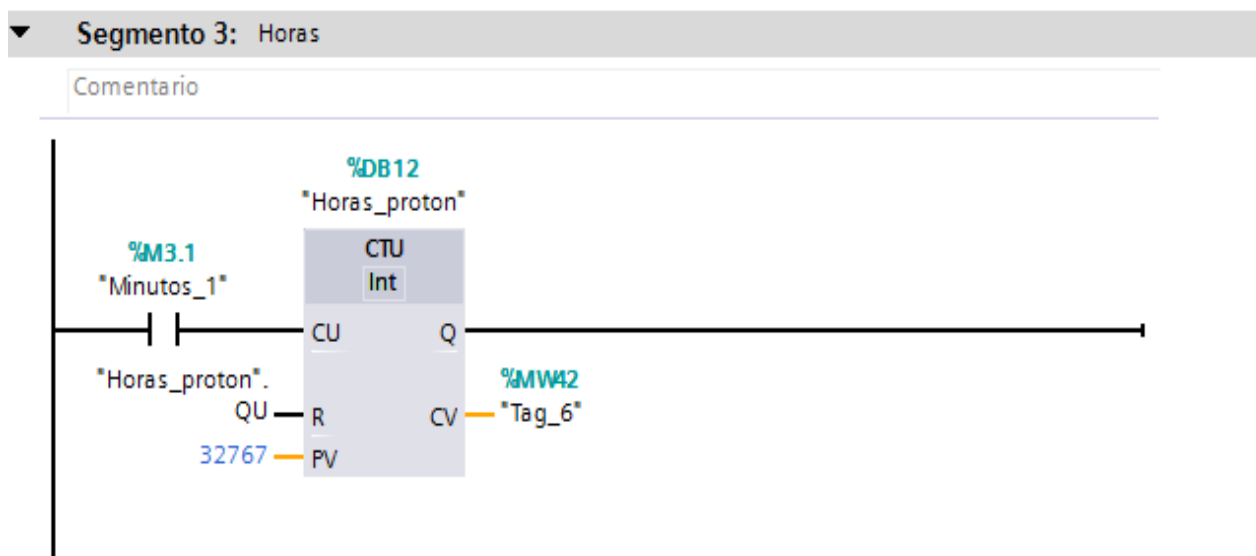 Segmento 3: Horas
Comentario
%DB12
"Horas_proton"
%M3.1
"Minutos_1"
CTU
Int
CU Q
"Horas_proton".
QU R
%MW42
CV "Tag_6"
32767 PV